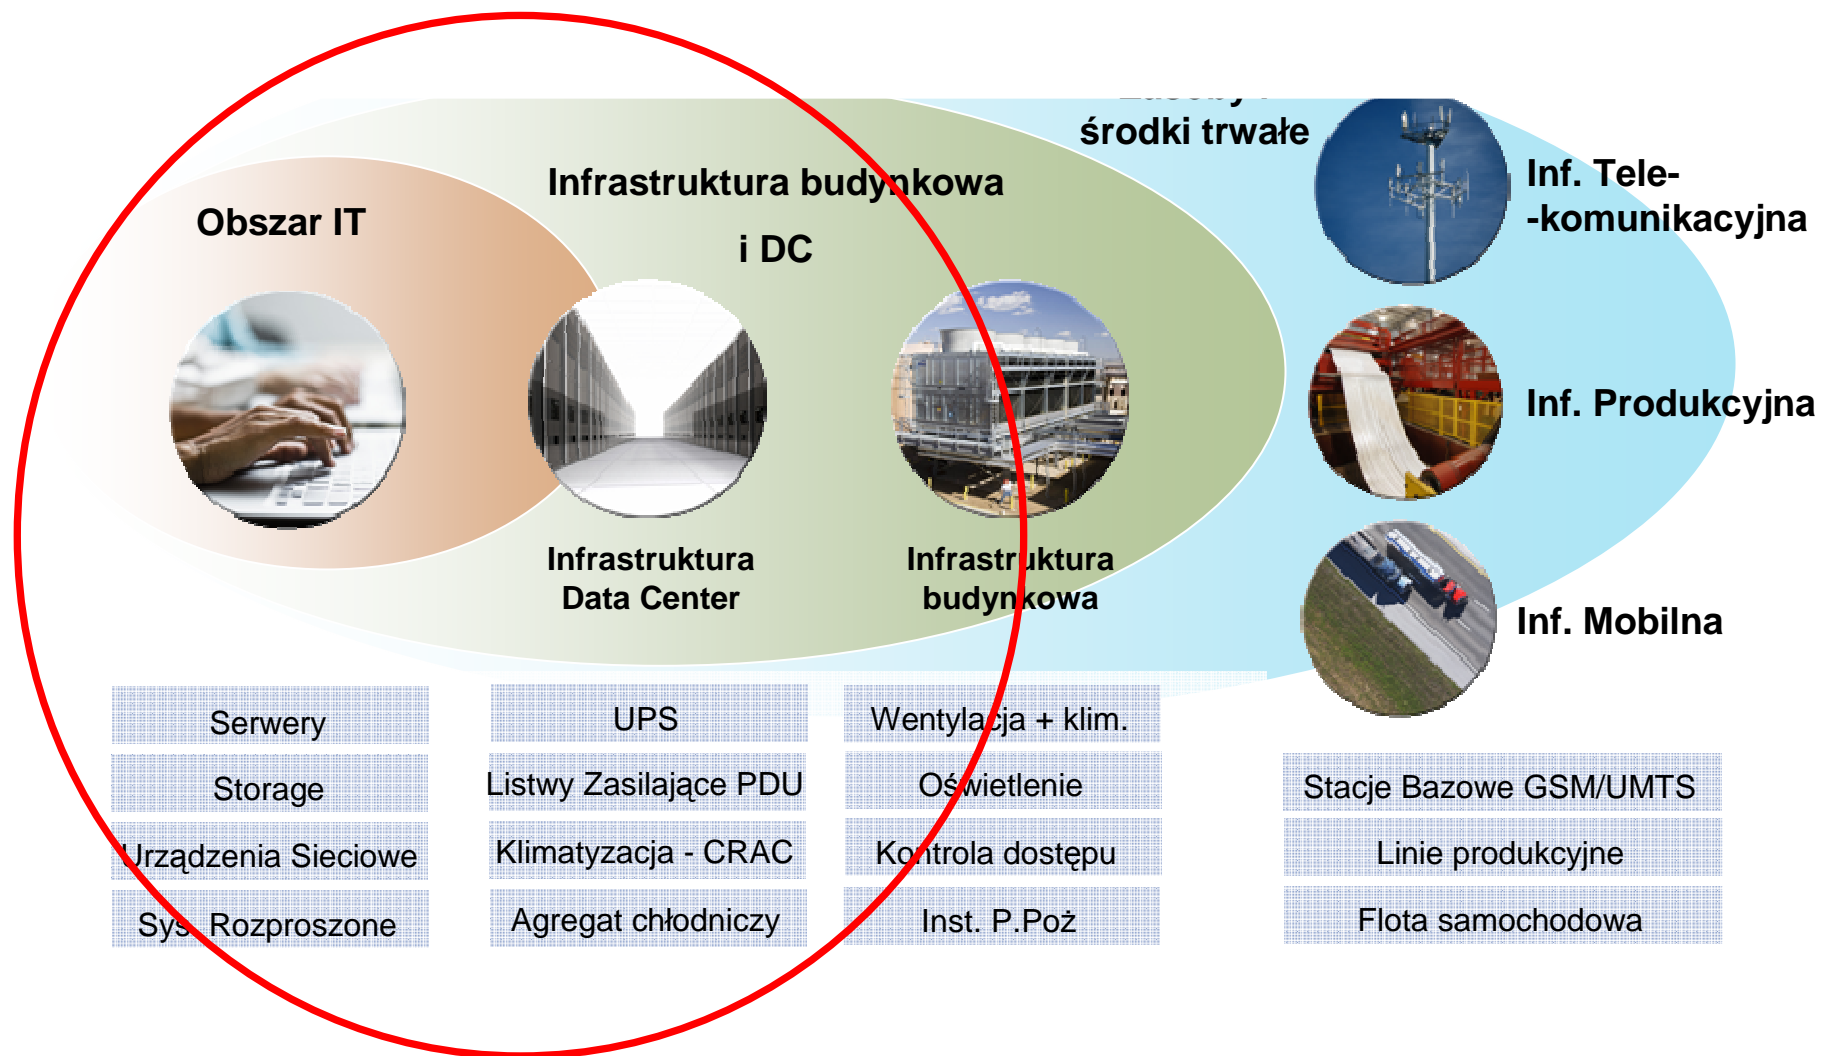 środki trwałe
Infrastruktura budynkowa
i DC
Obszar IT
Inf. Tele-
-komunikacyjna
Inf. Produkcyjna
Infrastruktura
Data Center
Infrastruktura
budynkowa
Inf. Mobilna
Serwery
UPS
Wentylacja + klim.
Storage
Listwy Zasilające PDU
Oświetlenie
Stacje Bazowe GSM/UMTS
Urządzenia Sieciowe
Klimatyzacja - CRAC
Kontrola dostępu
Linie produkcyjne
Sys. Rozproszone
Agregat chłodniczy
Inst. P.Poż
Flota samochodowa